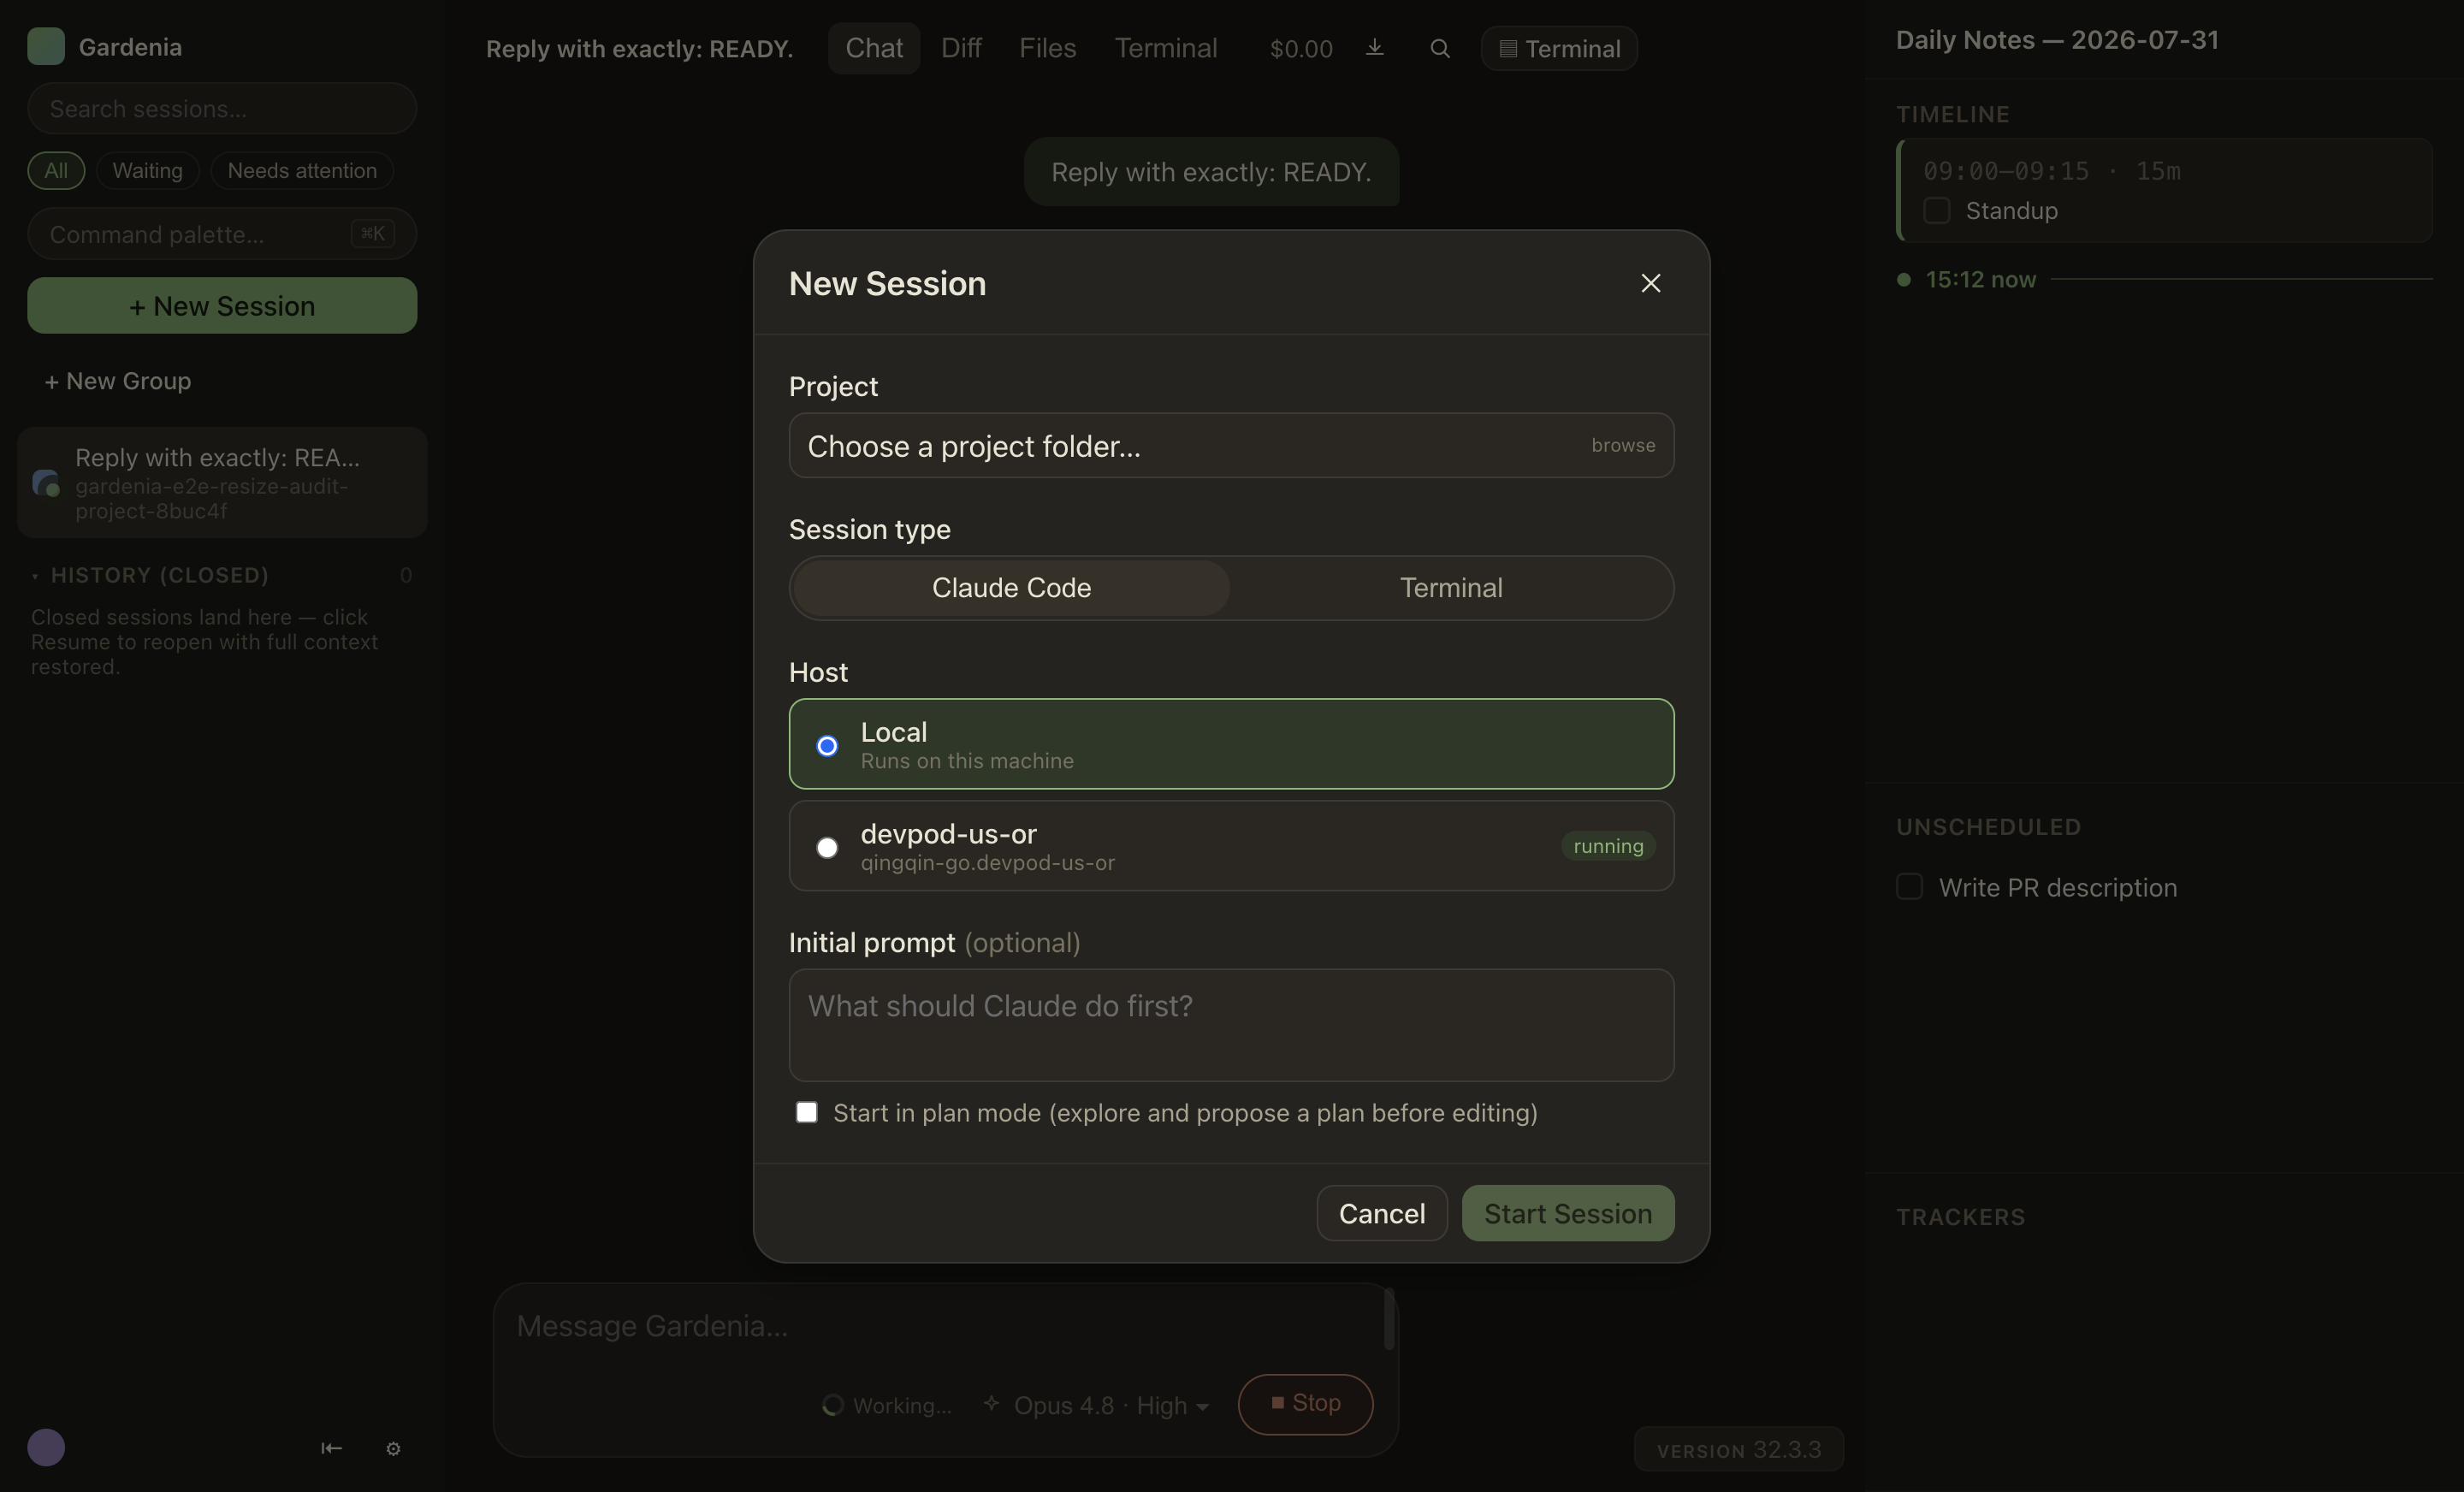 Gardenia
Search sessions...
All
Waiting
Needs attention
Command palette...
⌘K
+ New Session
+ New Group
Reply with exactly: REA...
gardenia-e2e-resize-audit-
project-8buc4f
HISTORY (CLOSED)
0
Closed sessions land here — click
Resume to reopen with full context
restored.
Reply with exactly: READY.
Chat
Diff
Files
Terminal
$0.00
Terminal
Reply with exactly: READY.
New Session
Project
Choose a project folder...
browse
Session type
Claude Code
Terminal
Host
Local
Runs on this machine
devpod-us-or
qingqin-go.devpod-us-or
running
Initial prompt (optional)
What should Claude do first?
Start in plan mode (explore and propose a plan before editing)
Cancel
Start Session
Message Gardenia...
Working...
Opus 4.8 · High
Stop
VERSION 32.3.3
Daily Notes — 2026-07-31
TIMELINE
09:00–09:15 · 15m
Standup
15:12 now
UNSCHEDULED
Write PR description
TRACKERS